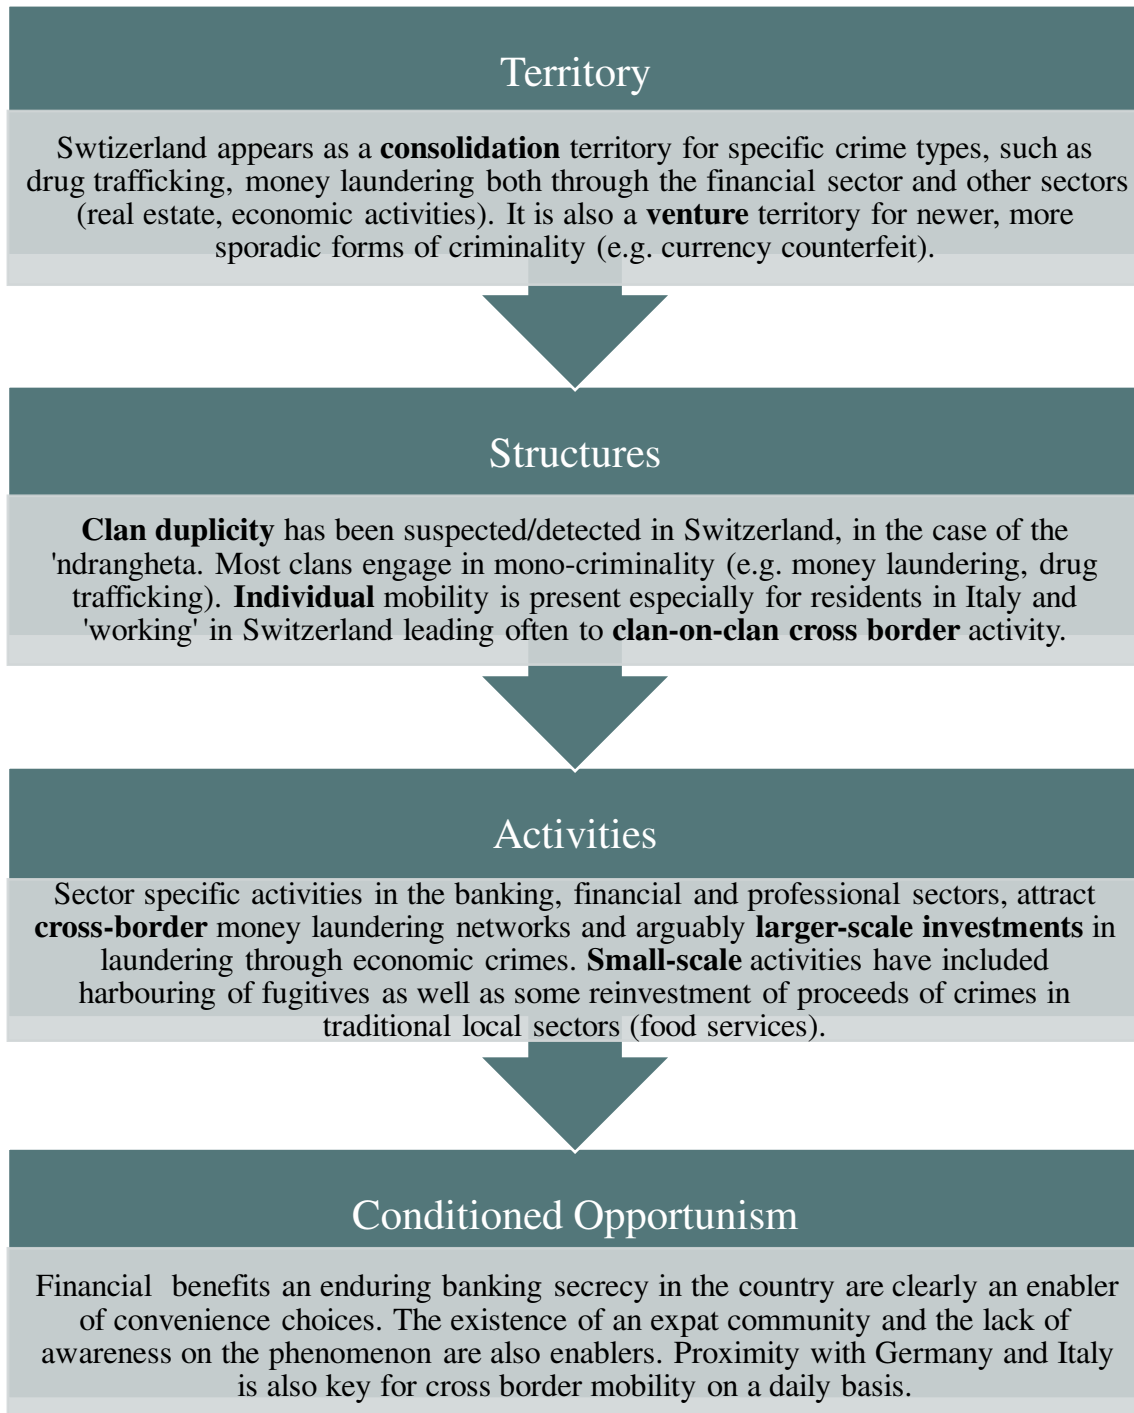 Territory
Swtizerland appears as a consolidation territory for specific crime types, such as
drug trafficking, money laundering both through the financial sector and other sectors
(real estate, economic activities). It is also a venture territory for newer, more
sporadic forms of criminality (e.g. currency counterfeit).
Structures
Clan duplicity has been suspected/detected in Switzerland, in the case of the
'ndrangheta. Most clans engage in mono-criminality (e.g. money laundering, drug
trafficking). Individual mobility is present especially for residents in Italy and
'working' in Switzerland leading often to clan-on-clan cross border activity.
Activities
Sector specific activities in the banking, financial and professional sectors, attract
cross-border money laundering networks and arguably larger-scale investments in
laundering through economic crimes. Small-scale activities have included
harbouring of fugitives as well as some reinvestment of proceeds of crimes in
traditional local sectors (food services).
Conditioned Opportunism
Financial benefits an enduring banking secrecy in the country are clearly an enabler
of convenience choices. The existence of an expat community and the lack of
awareness on the phenomenon are also enablers. Proximity with Germany and Italy
is also key for cross border mobility on a daily basis.